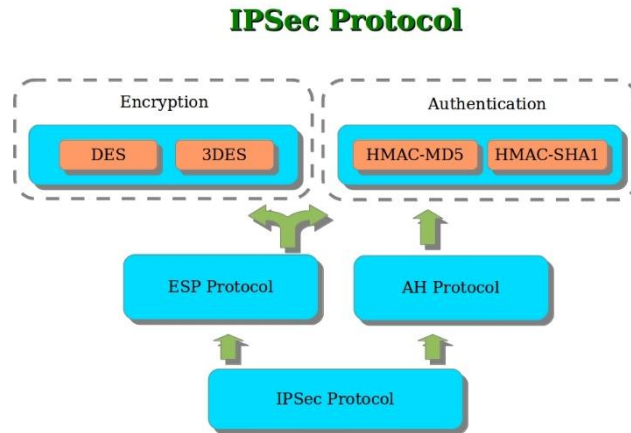 IPSec Protocol
Encryption
Authentication
DES
3DES
HMAC-MD5
HMAC-SHA1
ESP Protocol
AH Protocol
IPSec Protocol